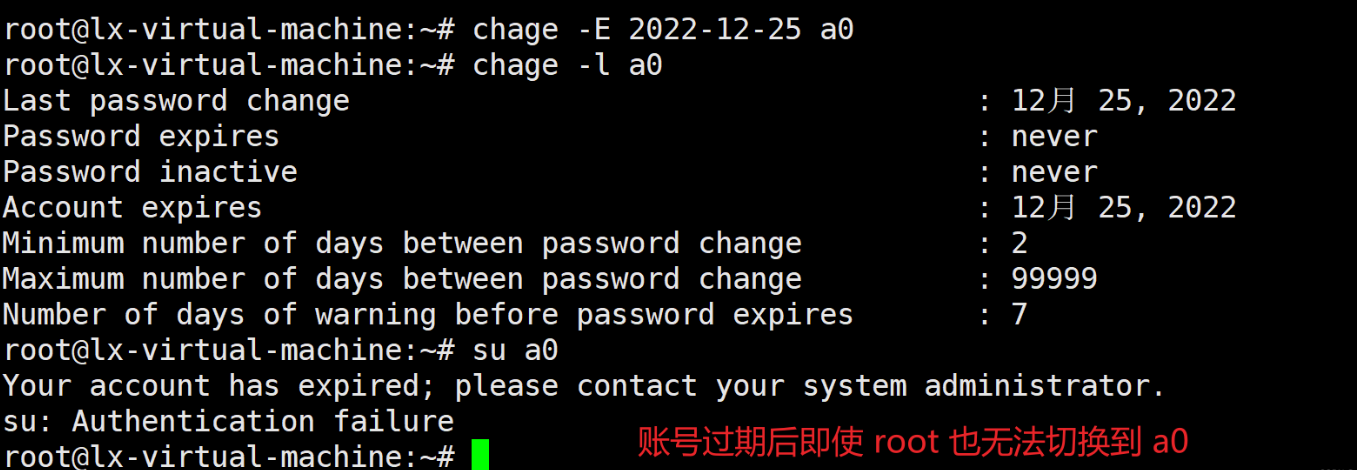 root@lx-virtual-machine:~# chage -E 2022-12-25 a0
root@lx-virtual-machine:~# chage -l a0
Last password change : 12月 25, 2022
Password expires : never
Password inactive : never
Account expires : 12月 25, 2022
Minimum number of days between password change : 2
Maximum number of days between password change : 99999
Number of days of warning before password expires : 7
root@lx-virtual-machine:~# su a0
Your account has expired; please contact your system administrator.
su: Authentication failure
账号过期后即使 root 也无法切换到 a0
root@lx-virtual-machine:~#